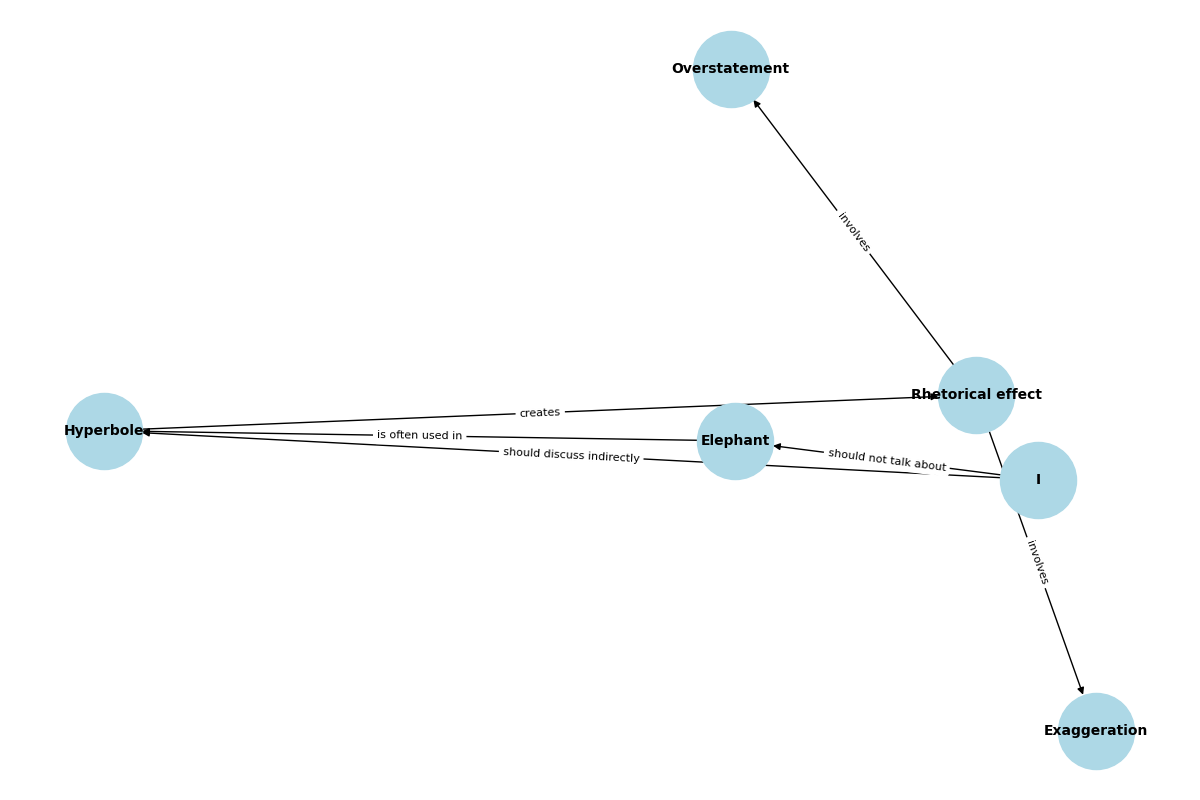 Overstatement
involves
Rhetorical effect
creates
Hyperbole
is often used in
Elephant
should discuss indirectly
should not talk about
I
involves
Exaggeration